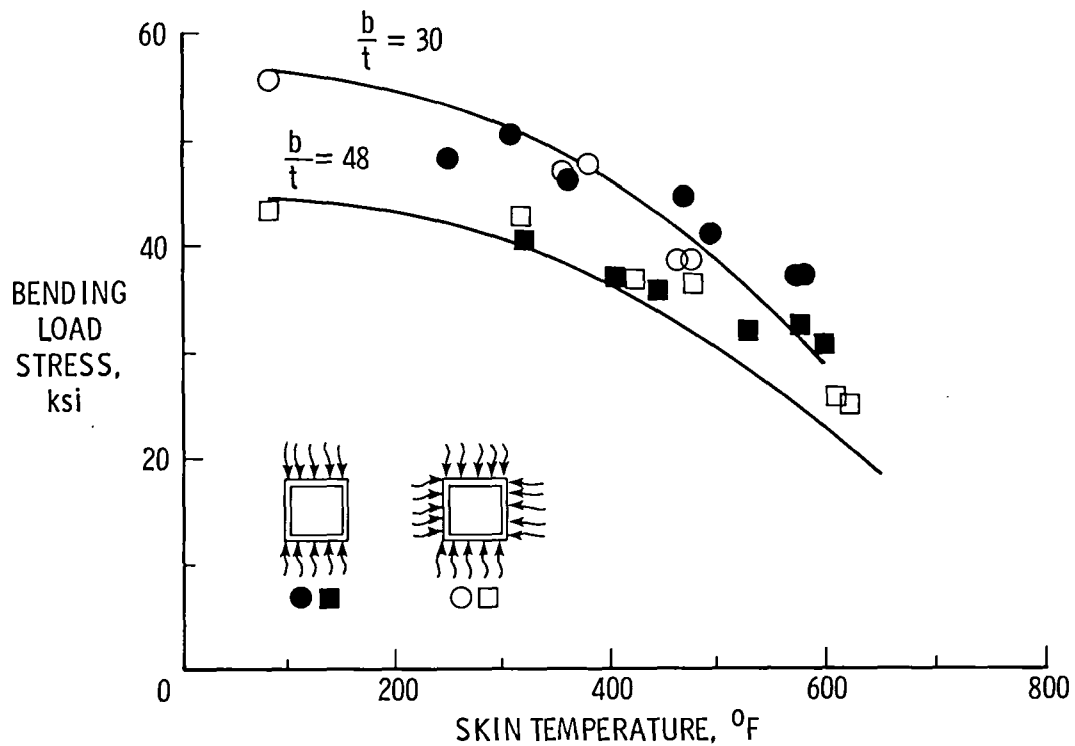 60
b/t = 30
b/t = 48
40
BENDING
LOAD
STRESS,
ksi
20
0
200
400
600
800
SKIN TEMPERATURE, °F